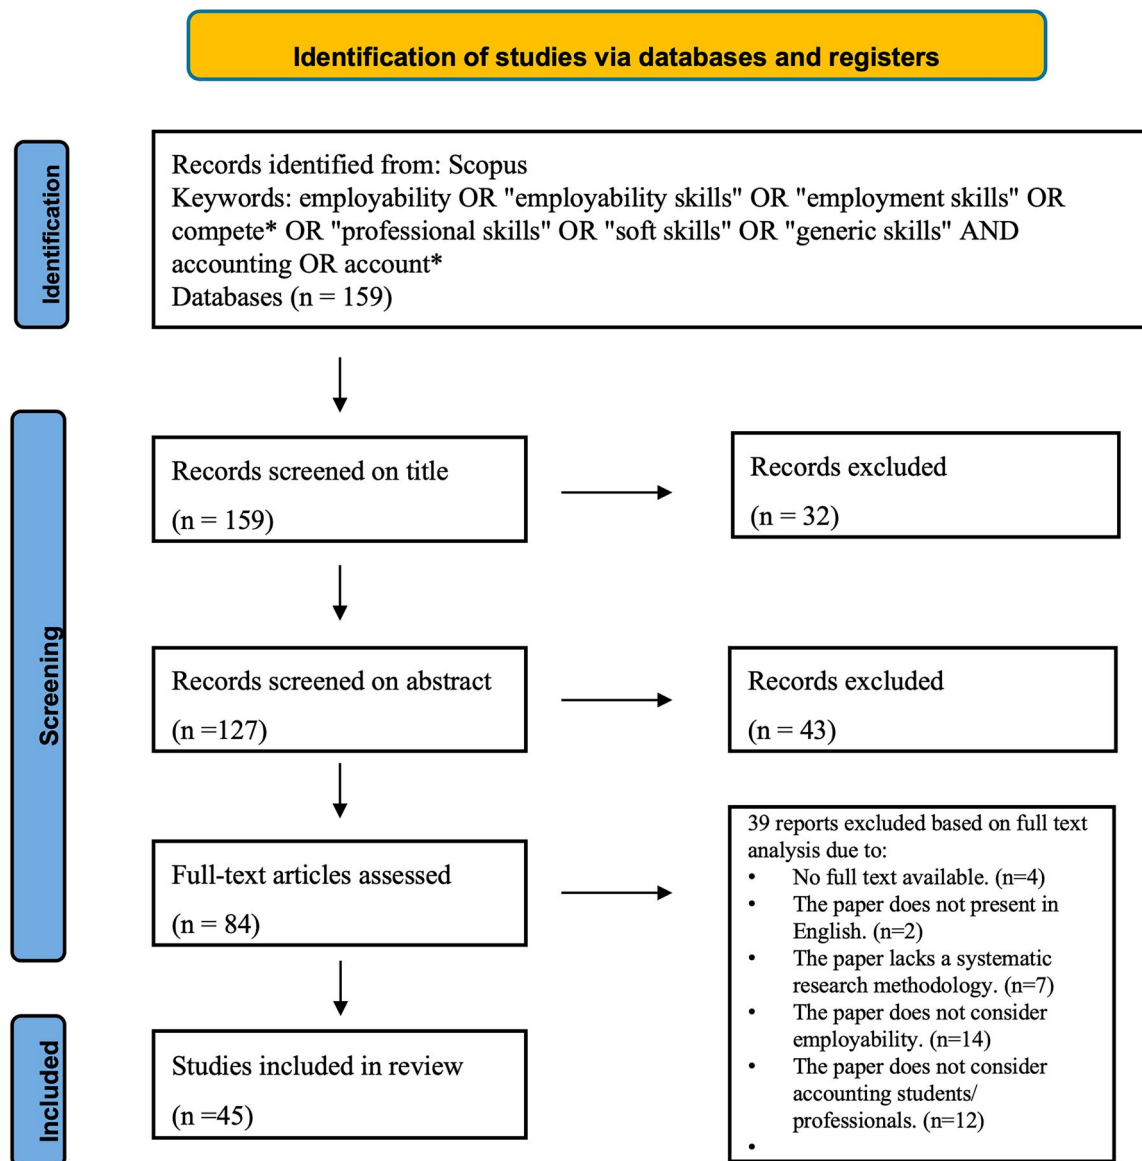 Identification of studies via databases and registers
Identification
Records identified from: Scopus
Keywords: employability OR "employability skills" OR "employment skills" OR
compete* OR "professional skills" OR "soft skills" OR "generic skills" AND
accounting OR account*
Databases (n = 159)
Screening
Records screened on title
(n = 159)
Records excluded
(n = 32)
Records screened on abstract
(n =127)
Records excluded
(n = 43)
Full-text articles assessed
(n = 84)
39 reports excluded based on full text
analysis due to:
• No full text available. (n=4)
• The paper does not present in
English. (n=2)
• The paper lacks a systematic
research methodology. (n=7)
• The paper does not consider
employability. (n=14)
• The paper does not consider
accounting students/
professionals. (n=12)
•
Included
Studies included in review
(n =45)